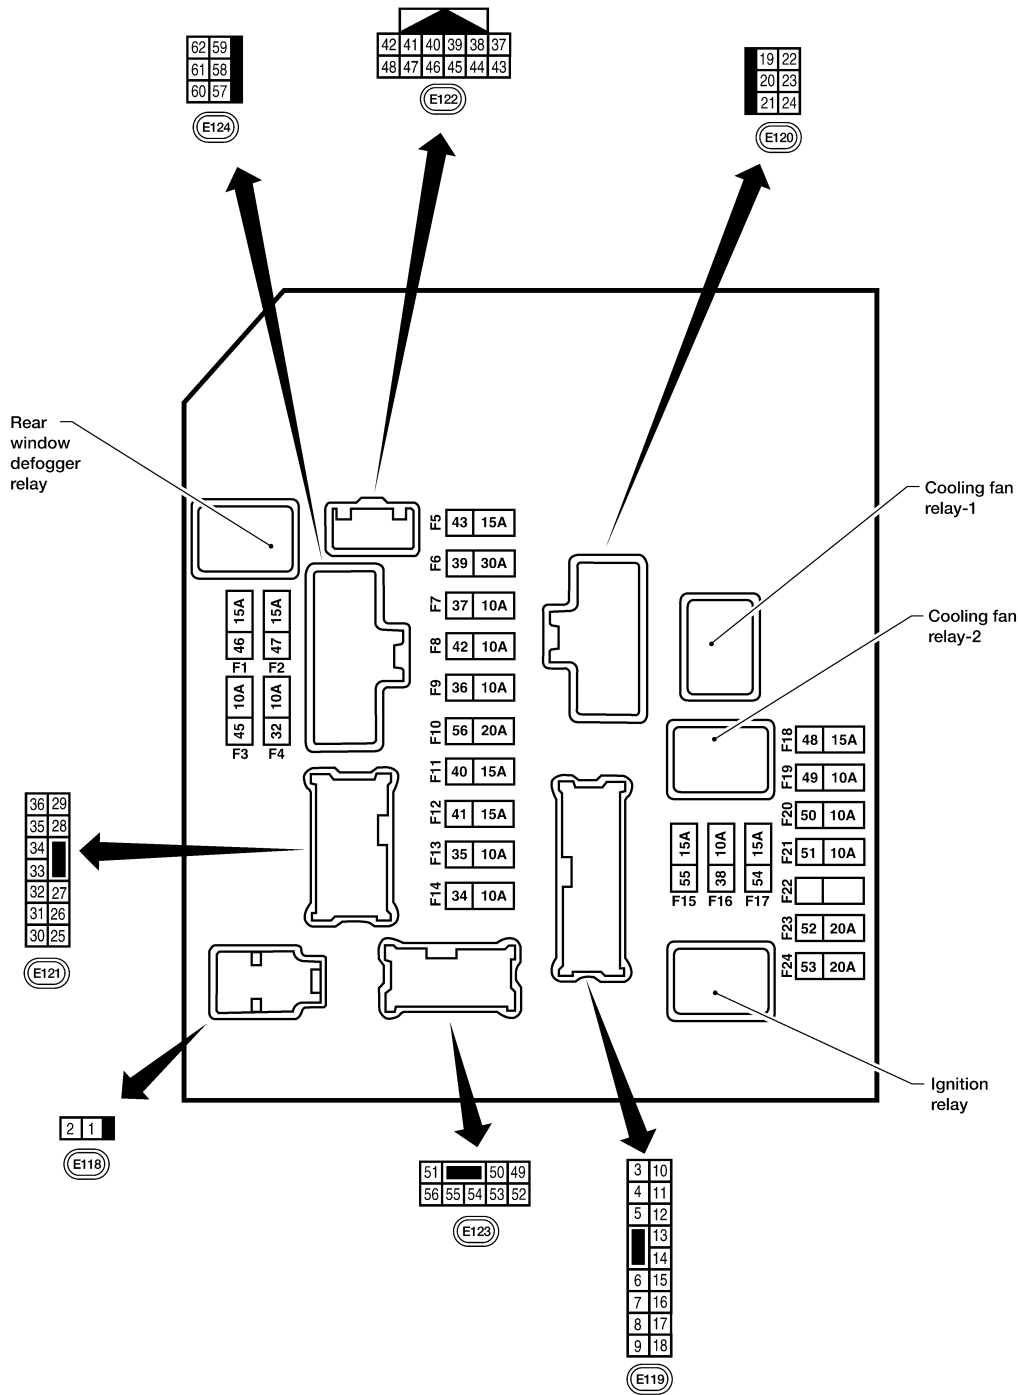 62 59
61 58
60 57
E124
42 41 40 39 38 37
48 47 46 45 44 43
E122
19 22
20 23
21 24
E120
Rear
window
defogger
relay
Cooling fan
relay-1
Cooling fan
relay-2
F5 43 15A
F6 39 30A
F7 37 10A
F8 42 10A
F9 36 10A
F10 56 20A
F11 40 15A
F12 41 15A
F13 35 10A
F14 34 10A
46 15A
F1
47 15A
F2
45 10A
F3
32 10A
F4
F18 48 15A
F19 49 10A
F20 50 10A
F21 51 10A
F22
F23 52 20A
F24 53 20A
55 15A
F15
38 10A
F16
54 15A
F17
36 29
35 28
34
33
32 27
31 26
30 25
E121
Ignition
relay
2 1
E118
51 50 49
56 55 54 53 52
E123
3 10
4 11
5 12
13
14
6 15
7 16
8 17
9 18
E119